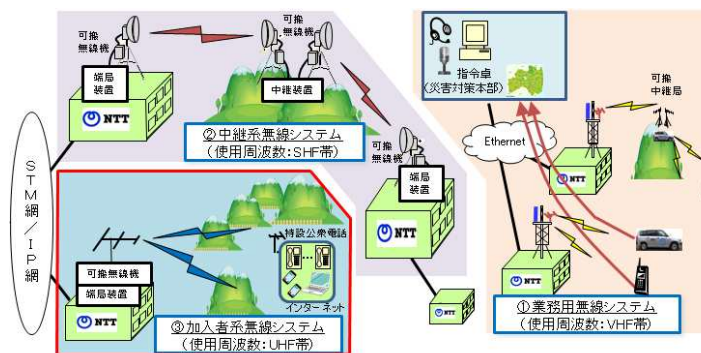 可搬
無線機
端局
装置
NTT
中継装置
可搬
無線機
②中継系無線システム
(使用周波数:SHF帯)
可搬
無線機
端局
装置
NTT
NTT
STM網/IP網
特設公衆電話
インターネット
可搬無線機
端局装置
NTT
③加入者系無線システム
(使用周波数:UHF帯)
指令卓
(災害対策本部)
可搬
中継局
Ethernet
NTT
NTT
①業務用無線システム
(使用周波数:VHF帯)